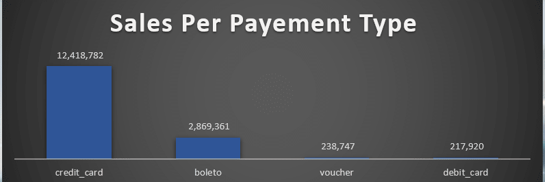 Sales Per Payement Type
12,418,782
2,869,361
238,747
217,920
credit_card
boleto
voucher
debit_card